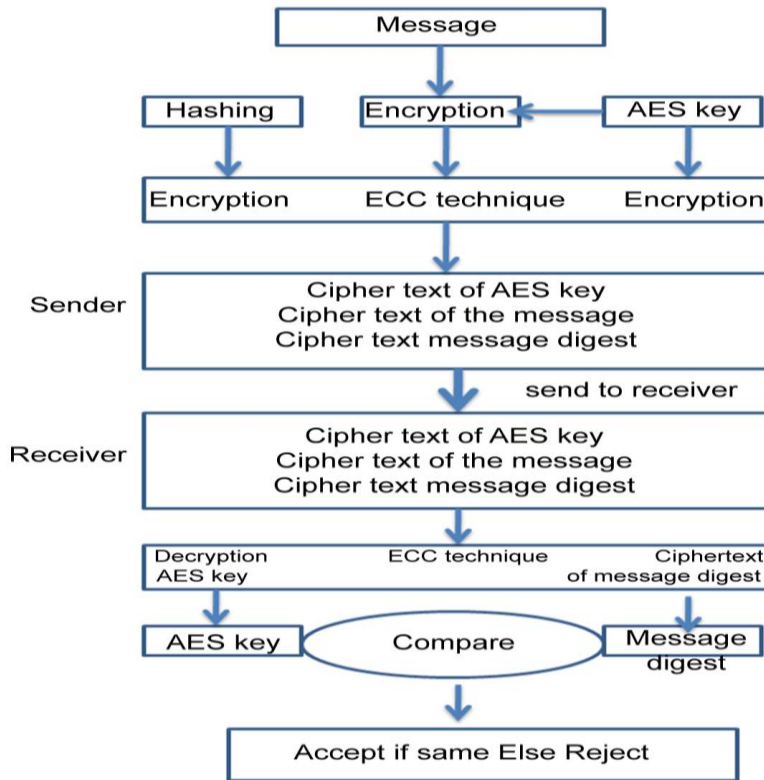 Message
Hashing
Encryption
AES key
Encryption
ECC technique
Encryption
Sender
Cipher text of AES key
Cipher text of the message
Cipher text message digest
send to receiver
Receiver
Cipher text of AES key
Cipher text of the message
Cipher text message digest
Decryption
AES key
ECC technique
Ciphertext
of message digest
AES key
Compare
Message
digest
Accept if same Else Reject